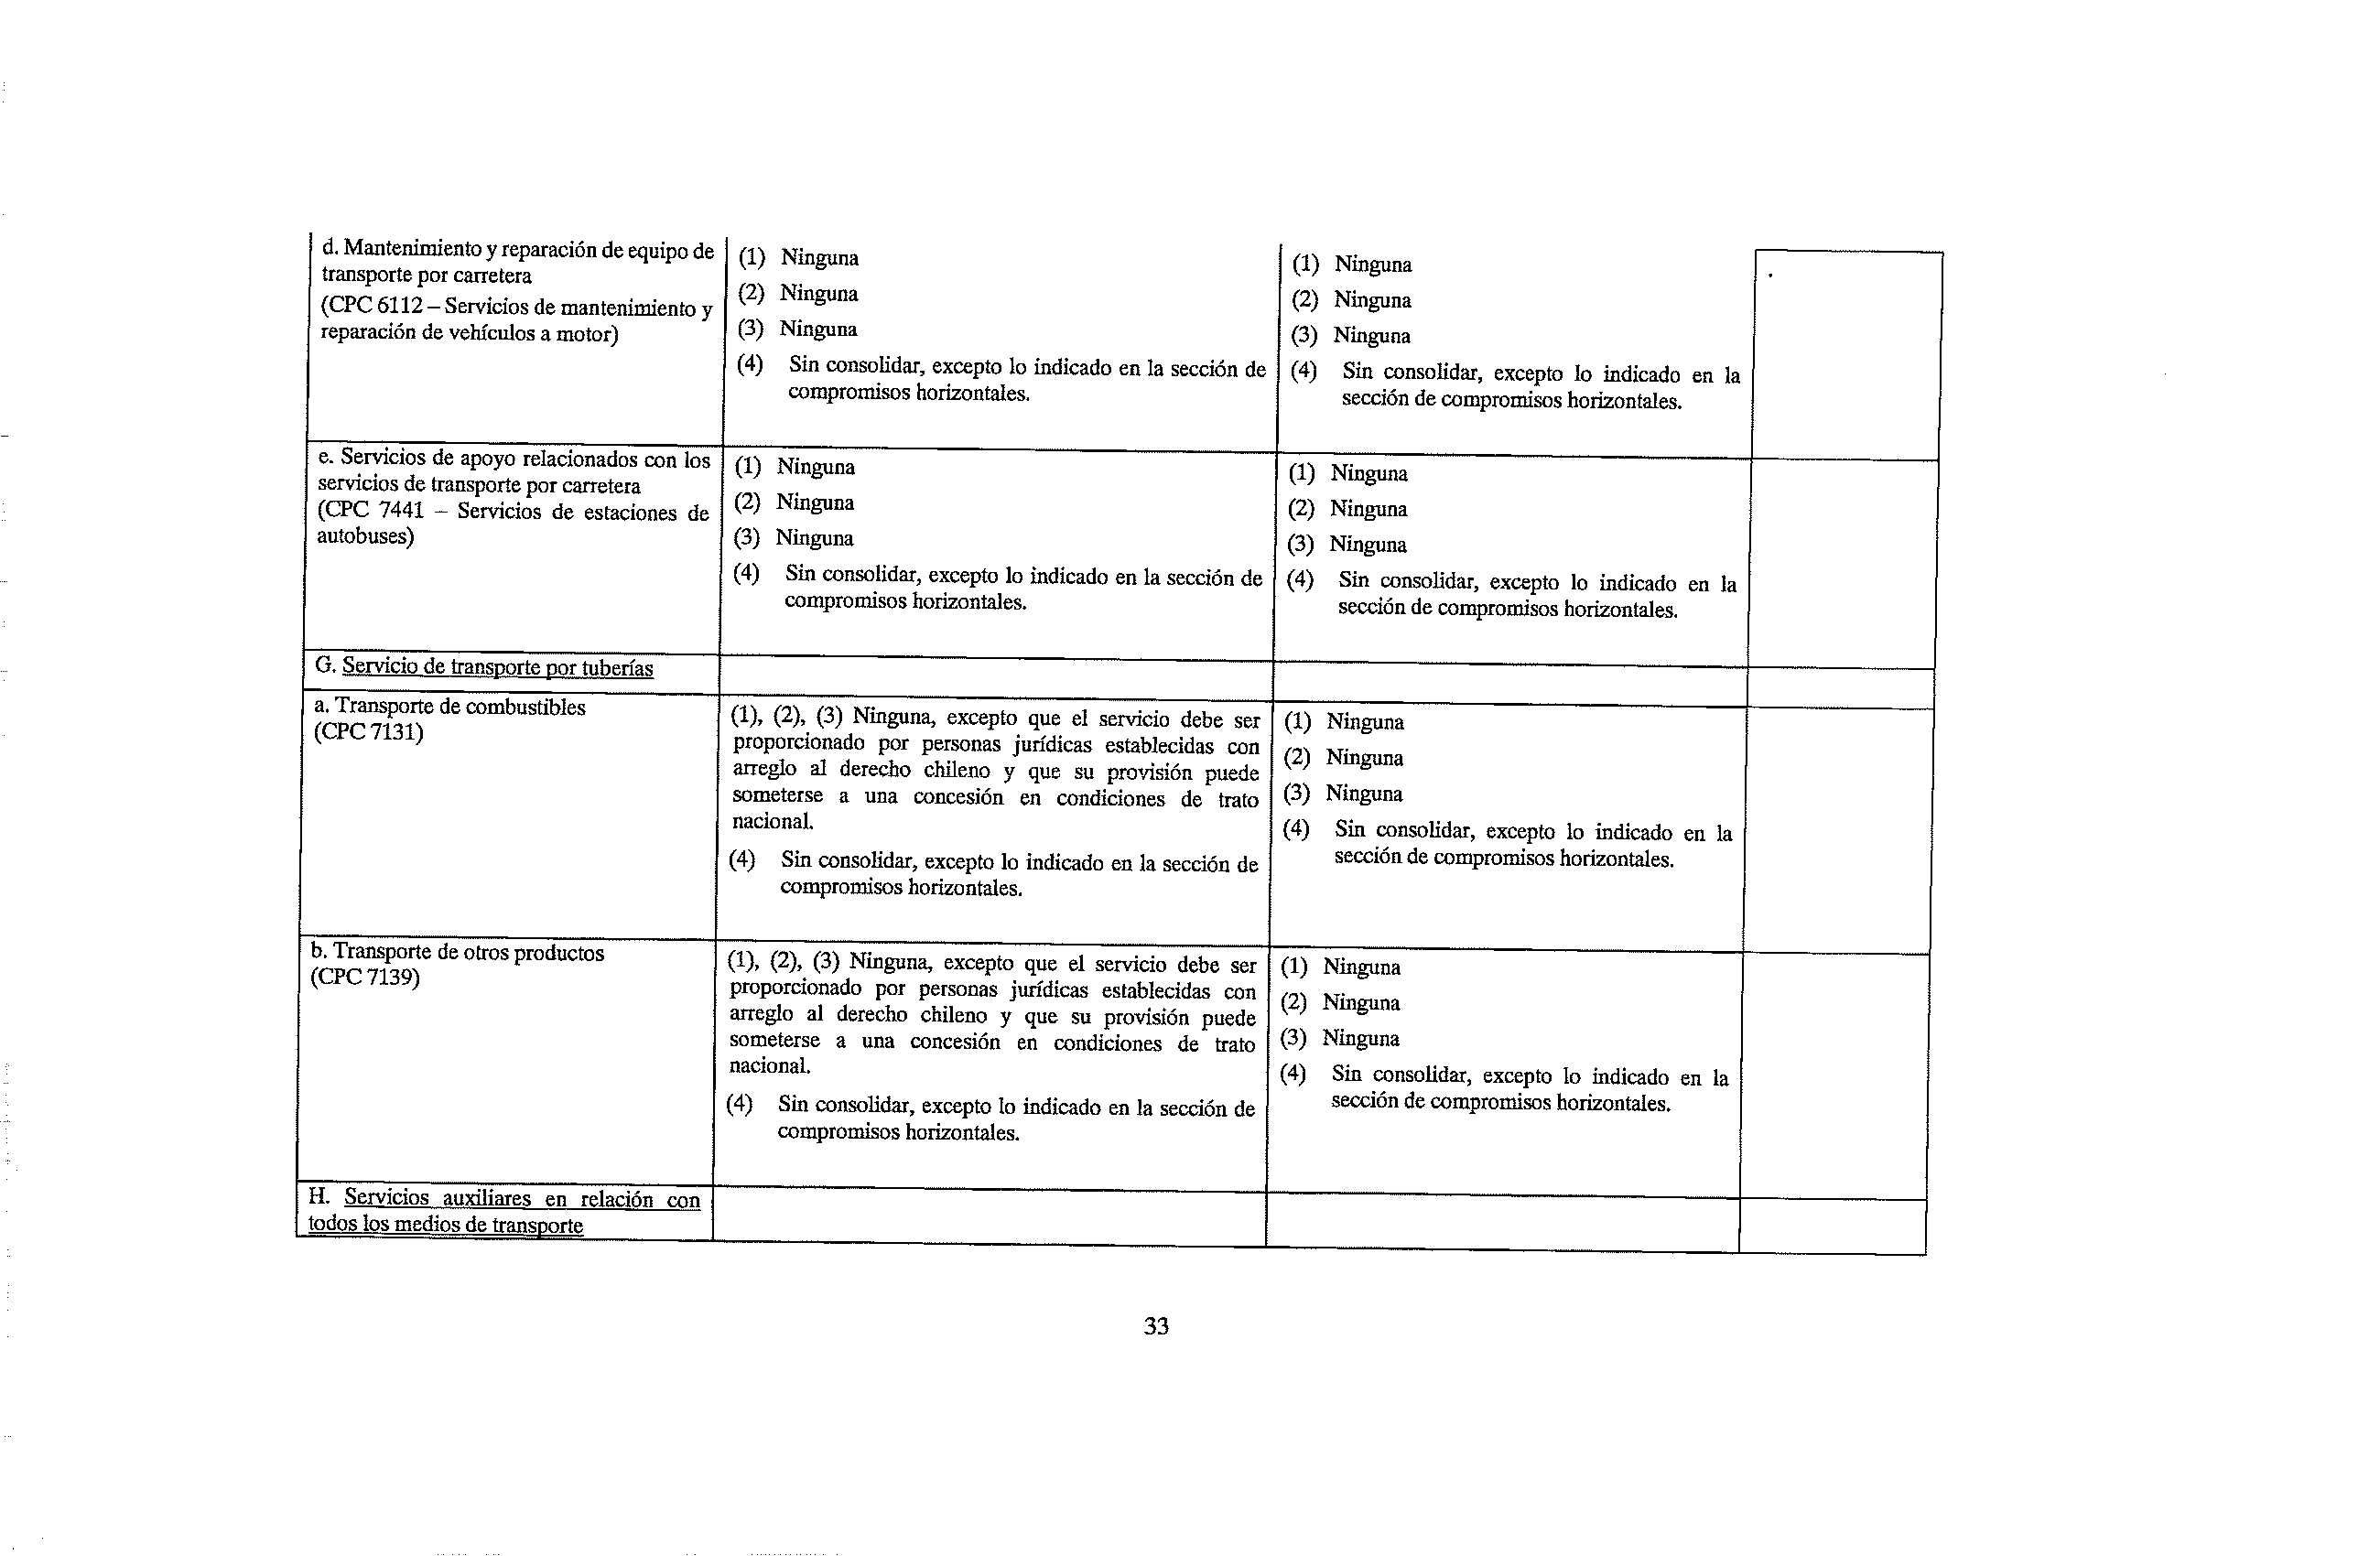 d. Mantenimiento y reparación de equipo de
transporte por carretera
(CPC 6112 – Servicios de mantenimiento y
reparación de vehículos a motor)
(1) Ninguna
(2) Ninguna
(3) Ninguna
(4) Sin consolidar, excepto lo indicado en la sección de
compromisos horizontales.
(1) Ninguna
(2) Ninguna
(3) Ninguna
(4) Sin consolidar, excepto lo indicado en la
sección de compromisos horizontales.
e. Servicios de apoyo relacionados con los
servicios de transporte por carretera
(CPC 7441 – Servicios de estaciones de
autobuses)
(1) Ninguna
(2) Ninguna
(3) Ninguna
(4) Sin consolidar, excepto lo indicado en la sección de
compromisos horizontales.
(1) Ninguna
(2) Ninguna
(3) Ninguna
(4) Sin consolidar, excepto lo indicado en la
sección de compromisos horizontales.
G. Servicio de transporte por tuberías
a. Transporte de combustibles
(CPC 7131)
(1), (2), (3) Ninguna, excepto que el servicio debe ser
proporcionado por personas jurídicas establecidas con
arreglo al derecho chileno y que su provisión puede
someterse a una concesión en condiciones de trato
nacional.
(4) Sin consolidar, excepto lo indicado en la sección de
compromisos horizontales.
(1) Ninguna
(2) Ninguna
(3) Ninguna
(4) Sin consolidar, excepto lo indicado en la
sección de compromisos horizontales.
b. Transporte de otros productos
(CPC 7139)
(1), (2), (3) Ninguna, excepto que el servicio debe ser
proporcionado por personas jurídicas establecidas con
arreglo al derecho chileno y que su provisión puede
someterse a una concesión en condiciones de trato
nacional.
(4) Sin consolidar, excepto lo indicado en la sección de
compromisos horizontales.
(1) Ninguna
(2) Ninguna
(3) Ninguna
(4) Sin consolidar, excepto lo indicado en la
sección de compromisos horizontales.
H. Servicios auxiliares en relación con
todos los medios de transporte
33